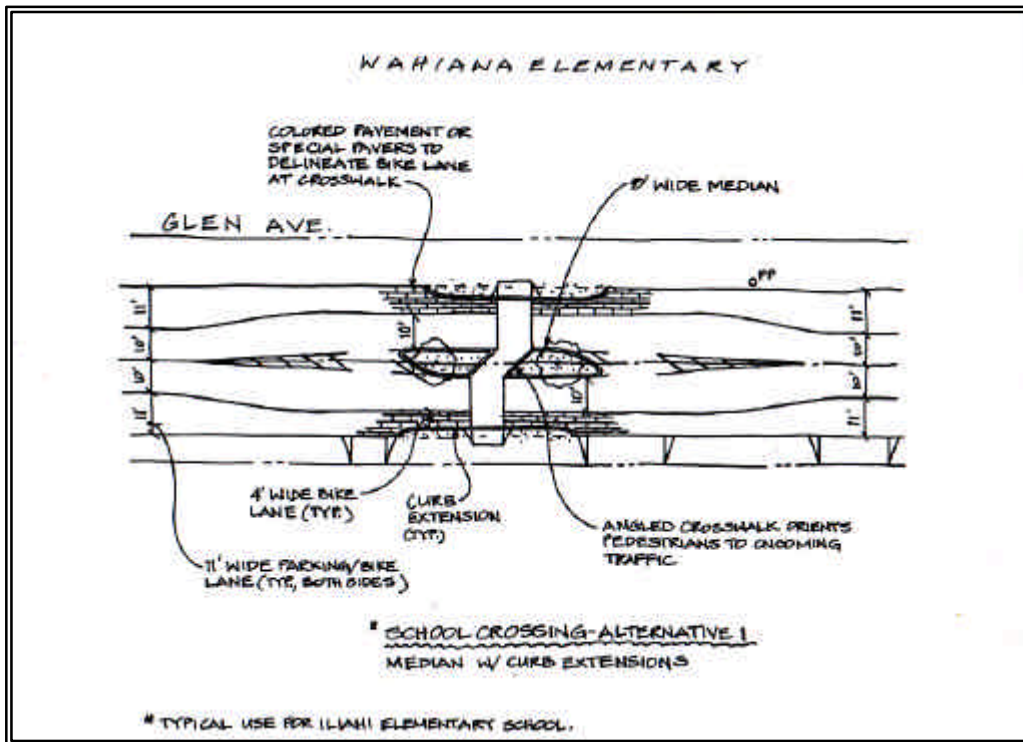 WAHIANA ELEMENTARY
COLORED PAVEMENT OR
SPECIAL PAVERS TO
DELINEATE BIKE LANE
AT CROSSWALK
WIDE MEDIAN
GLEN AVE.
PP
11'
10'
10'
11'
10'
10'
11'
10'
10'
11'
4' WIDE BIKE
LANE (TYP.)
CURB
EXTENSION
(TYP.)
ANGLED CROSSWALK ORIENTS
PEDESTRIANS TO ONCOMING
TRAFFIC
11' WIDE PARKING/BIKE
LANE (TYP., BOTH SIDES)
* SCHOOL CROSSING-ALTERNATIVE 1
MEDIAN W/ CURB EXTENSIONS
* TYPICAL USE FOR ILIAHI ELEMENTARY SCHOOL.